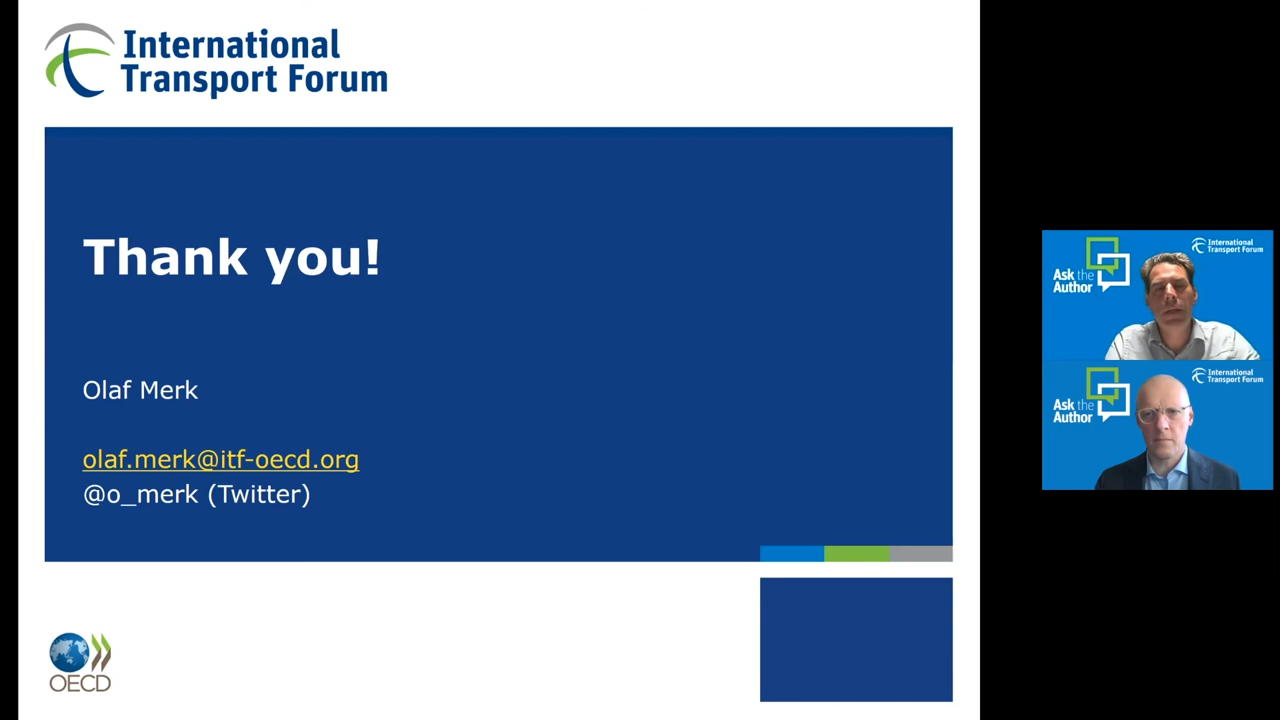 International
Transport Forum
Thank you!
Olaf Merk
olaf.merk@itf-oecd.org
@o_merk (Twitter)
OECD
Ask the
Author
International
Transport Forum
Ask the
Author
International
Transport Forum